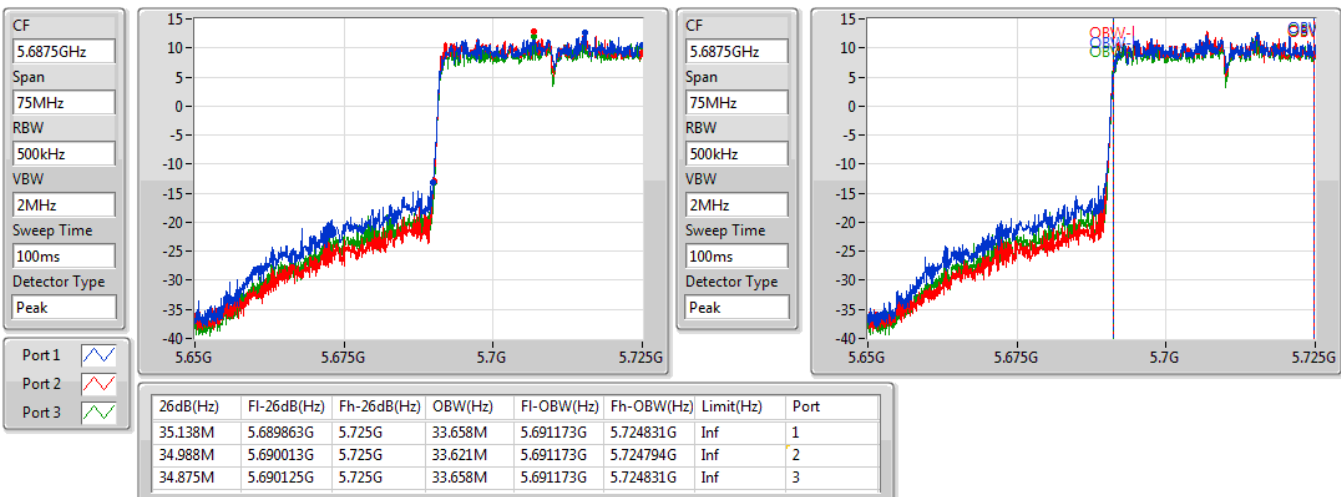 CF
5.6875GHz
Span
75MHz
RBW
500kHz
VBW
2MHz
Sweep Time
100ms
Detector Type
Peak
15
10
5
0
-5
-10
-15
-20
-25
-30
-35
-40
5.65G 5.675G 5.7G 5.725G
CF
5.6875GHz
Span
75MHz
RBW
500kHz
VBW
2MHz
Sweep Time
100ms
Detector Type
Peak
15
10
5
0
-5
-10
-15
-20
-25
-30
-35
-40
OBW-l
5.65G 5.675G 5.7G 5.725G
Port 1
Port 2
Port 3
26dB(Hz) Fl-26dB(Hz) Fh-26dB(Hz) OBW(Hz) Fl-OBW(Hz) Fh-OBW(Hz) Limit(Hz) Port
35.138M 5.689863G 5.725G 33.658M 5.691173G 5.724831G Inf 1
34.988M 5.690013G 5.725G 33.621M 5.691173G 5.724794G Inf 2
34.875M 5.690125G 5.725G 33.658M 5.691173G 5.724831G Inf 3